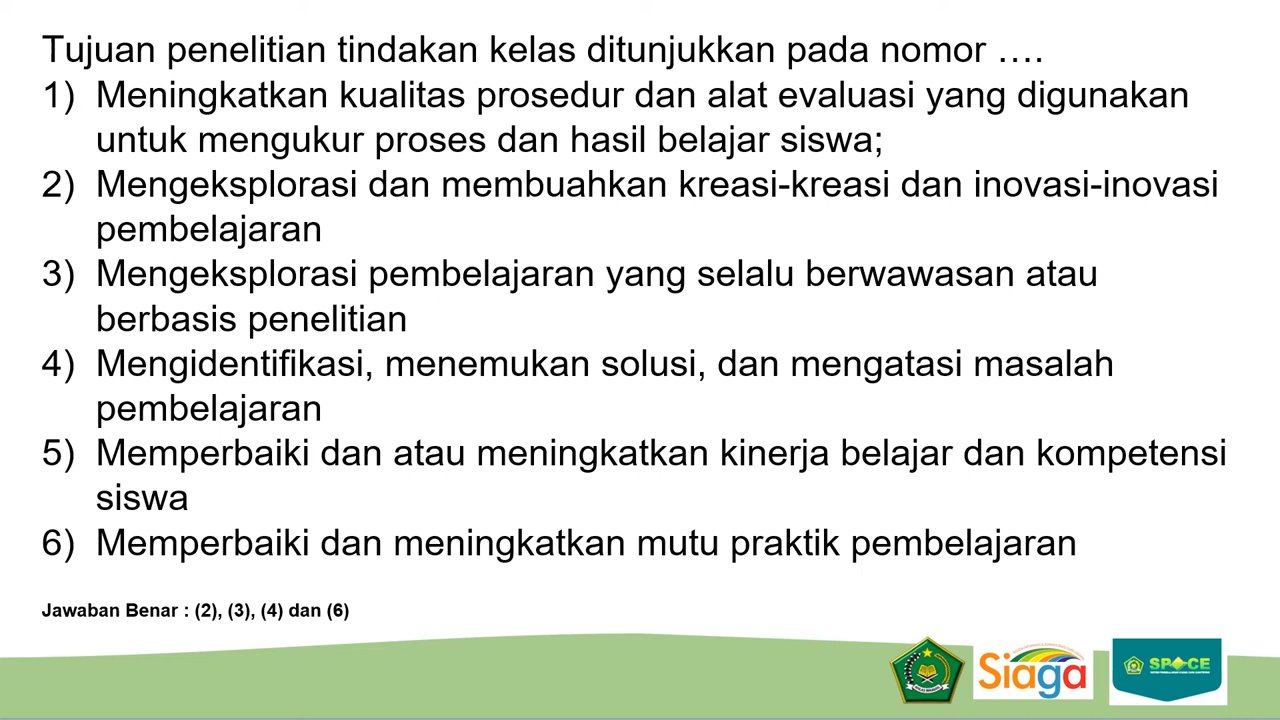 Tujuan penelitian tindakan kelas ditunjukkan pada nomor ….
1) Meningkatkan kualitas prosedur dan alat evaluasi yang digunakan
untuk mengukur proses dan hasil belajar siswa;
2) Mengeksplorasi dan membuahkan kreasi-kreasi dan inovasi-inovasi
pembelajaran
3) Mengeksplorasi pembelajaran yang selalu berwawasan atau
berbasis penelitian
4) Mengidentifikasi, menemukan solusi, dan mengatasi masalah
pembelajaran
5) Memperbaiki dan atau meningkatkan kinerja belajar dan kompetensi
siswa
6) Memperbaiki dan meningkatkan mutu praktik pembelajaran
Jawaban Benar : (2), (3), (4) dan (6)
Siaga
SPACE